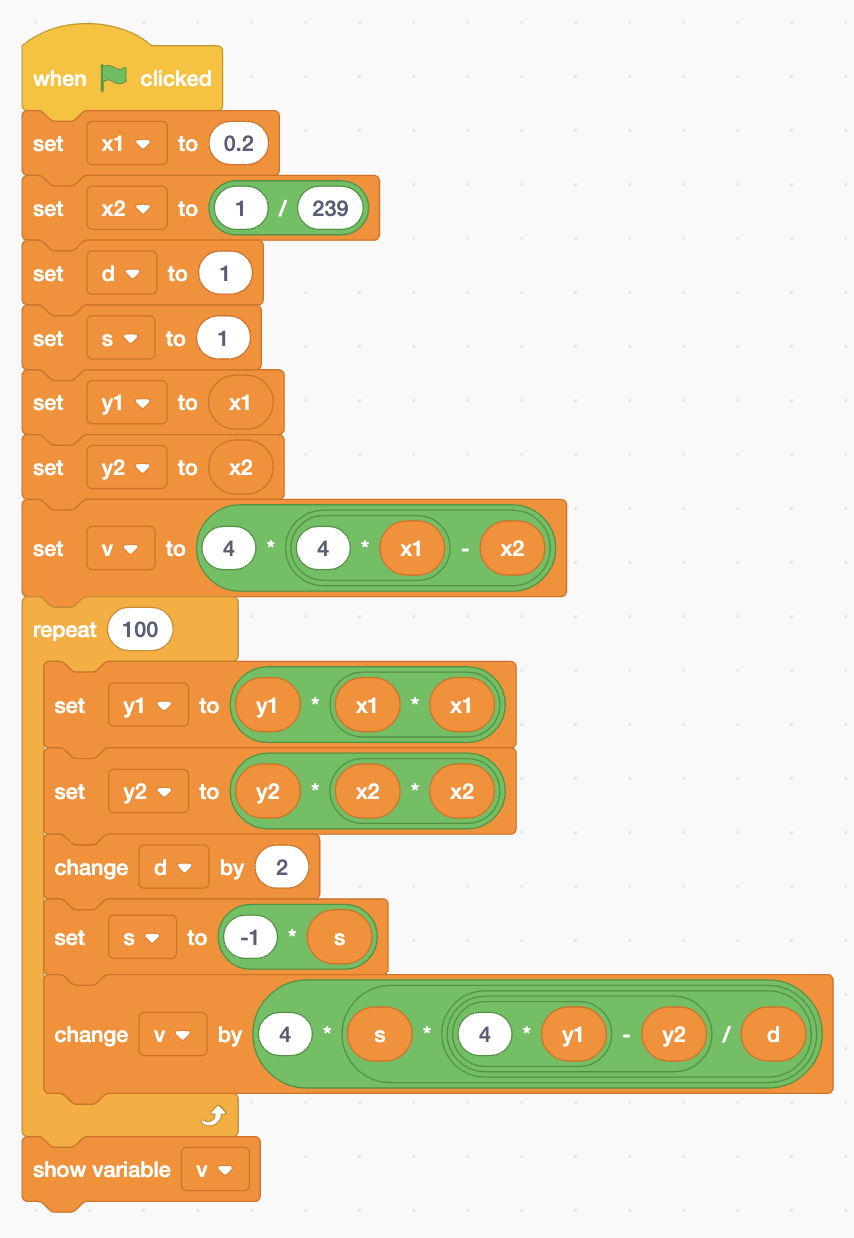 when clicked
set x1 to 0.2
set x2 to 1 / 239
set d to 1
set s to 1
set y1 to x1
set y2 to x2
set v to 4 * 4 * x1 - x2
repeat 100
set y1 to y1 * x1 * x1
set y2 to y2 * x2 * x2
change d by 2
set s to -1 * s
change v by 4 * s * 4 * y1 - y2 / d
show variable v